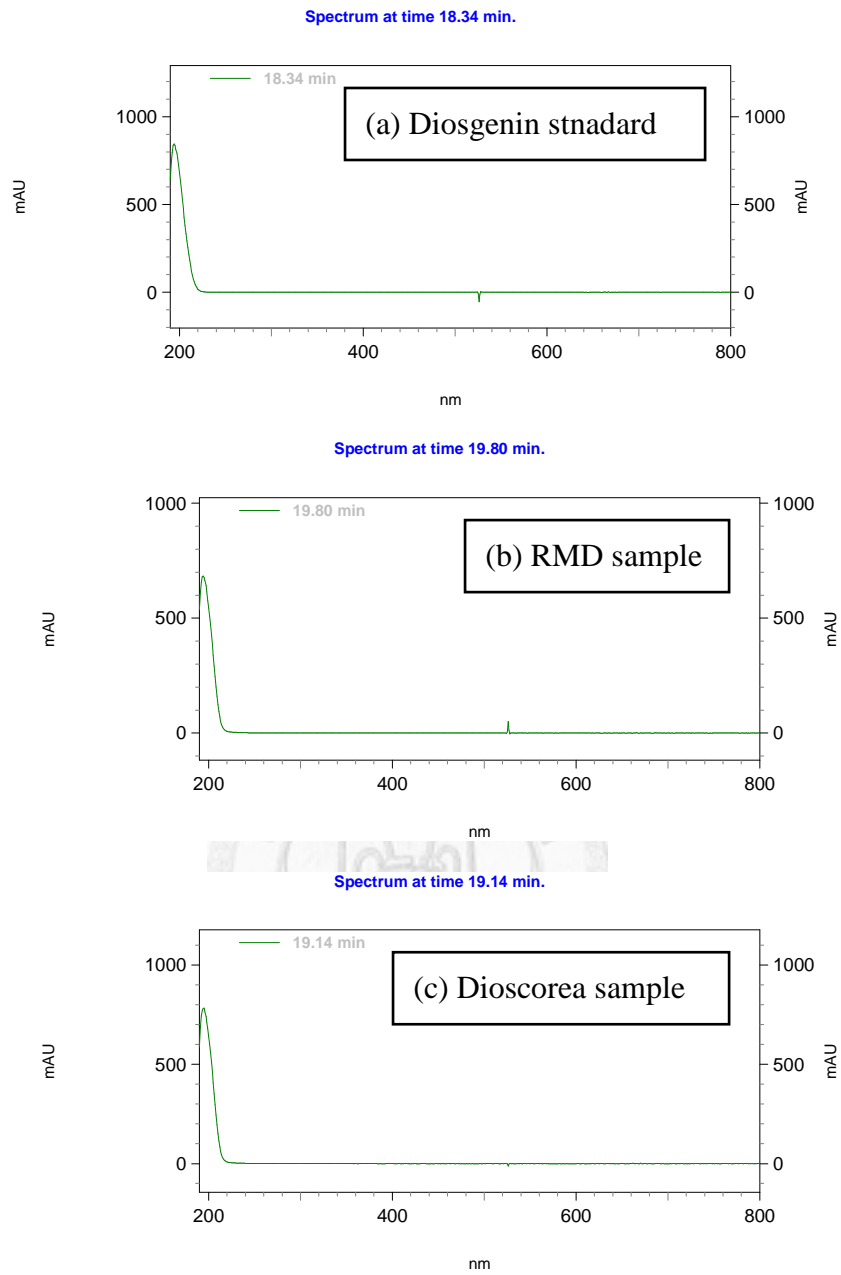 Spectrum at time 18.34 min.
18.34 min
(a) Diosgenin stnadard
1000
1000
mAU
mAU
500
500
0
0
200 400 600 800
nm
Spectrum at time 19.80 min.
1000
1000
19.80 min
(b) RMD sample
mAU
mAU
500
500
0
0
200 400 600 800
nm
Spectrum at time 19.14 min.
19.14 min
1000
1000
(c) Dioscorea sample
mAU
mAU
500
500
0
0
200 400 600 800
nm